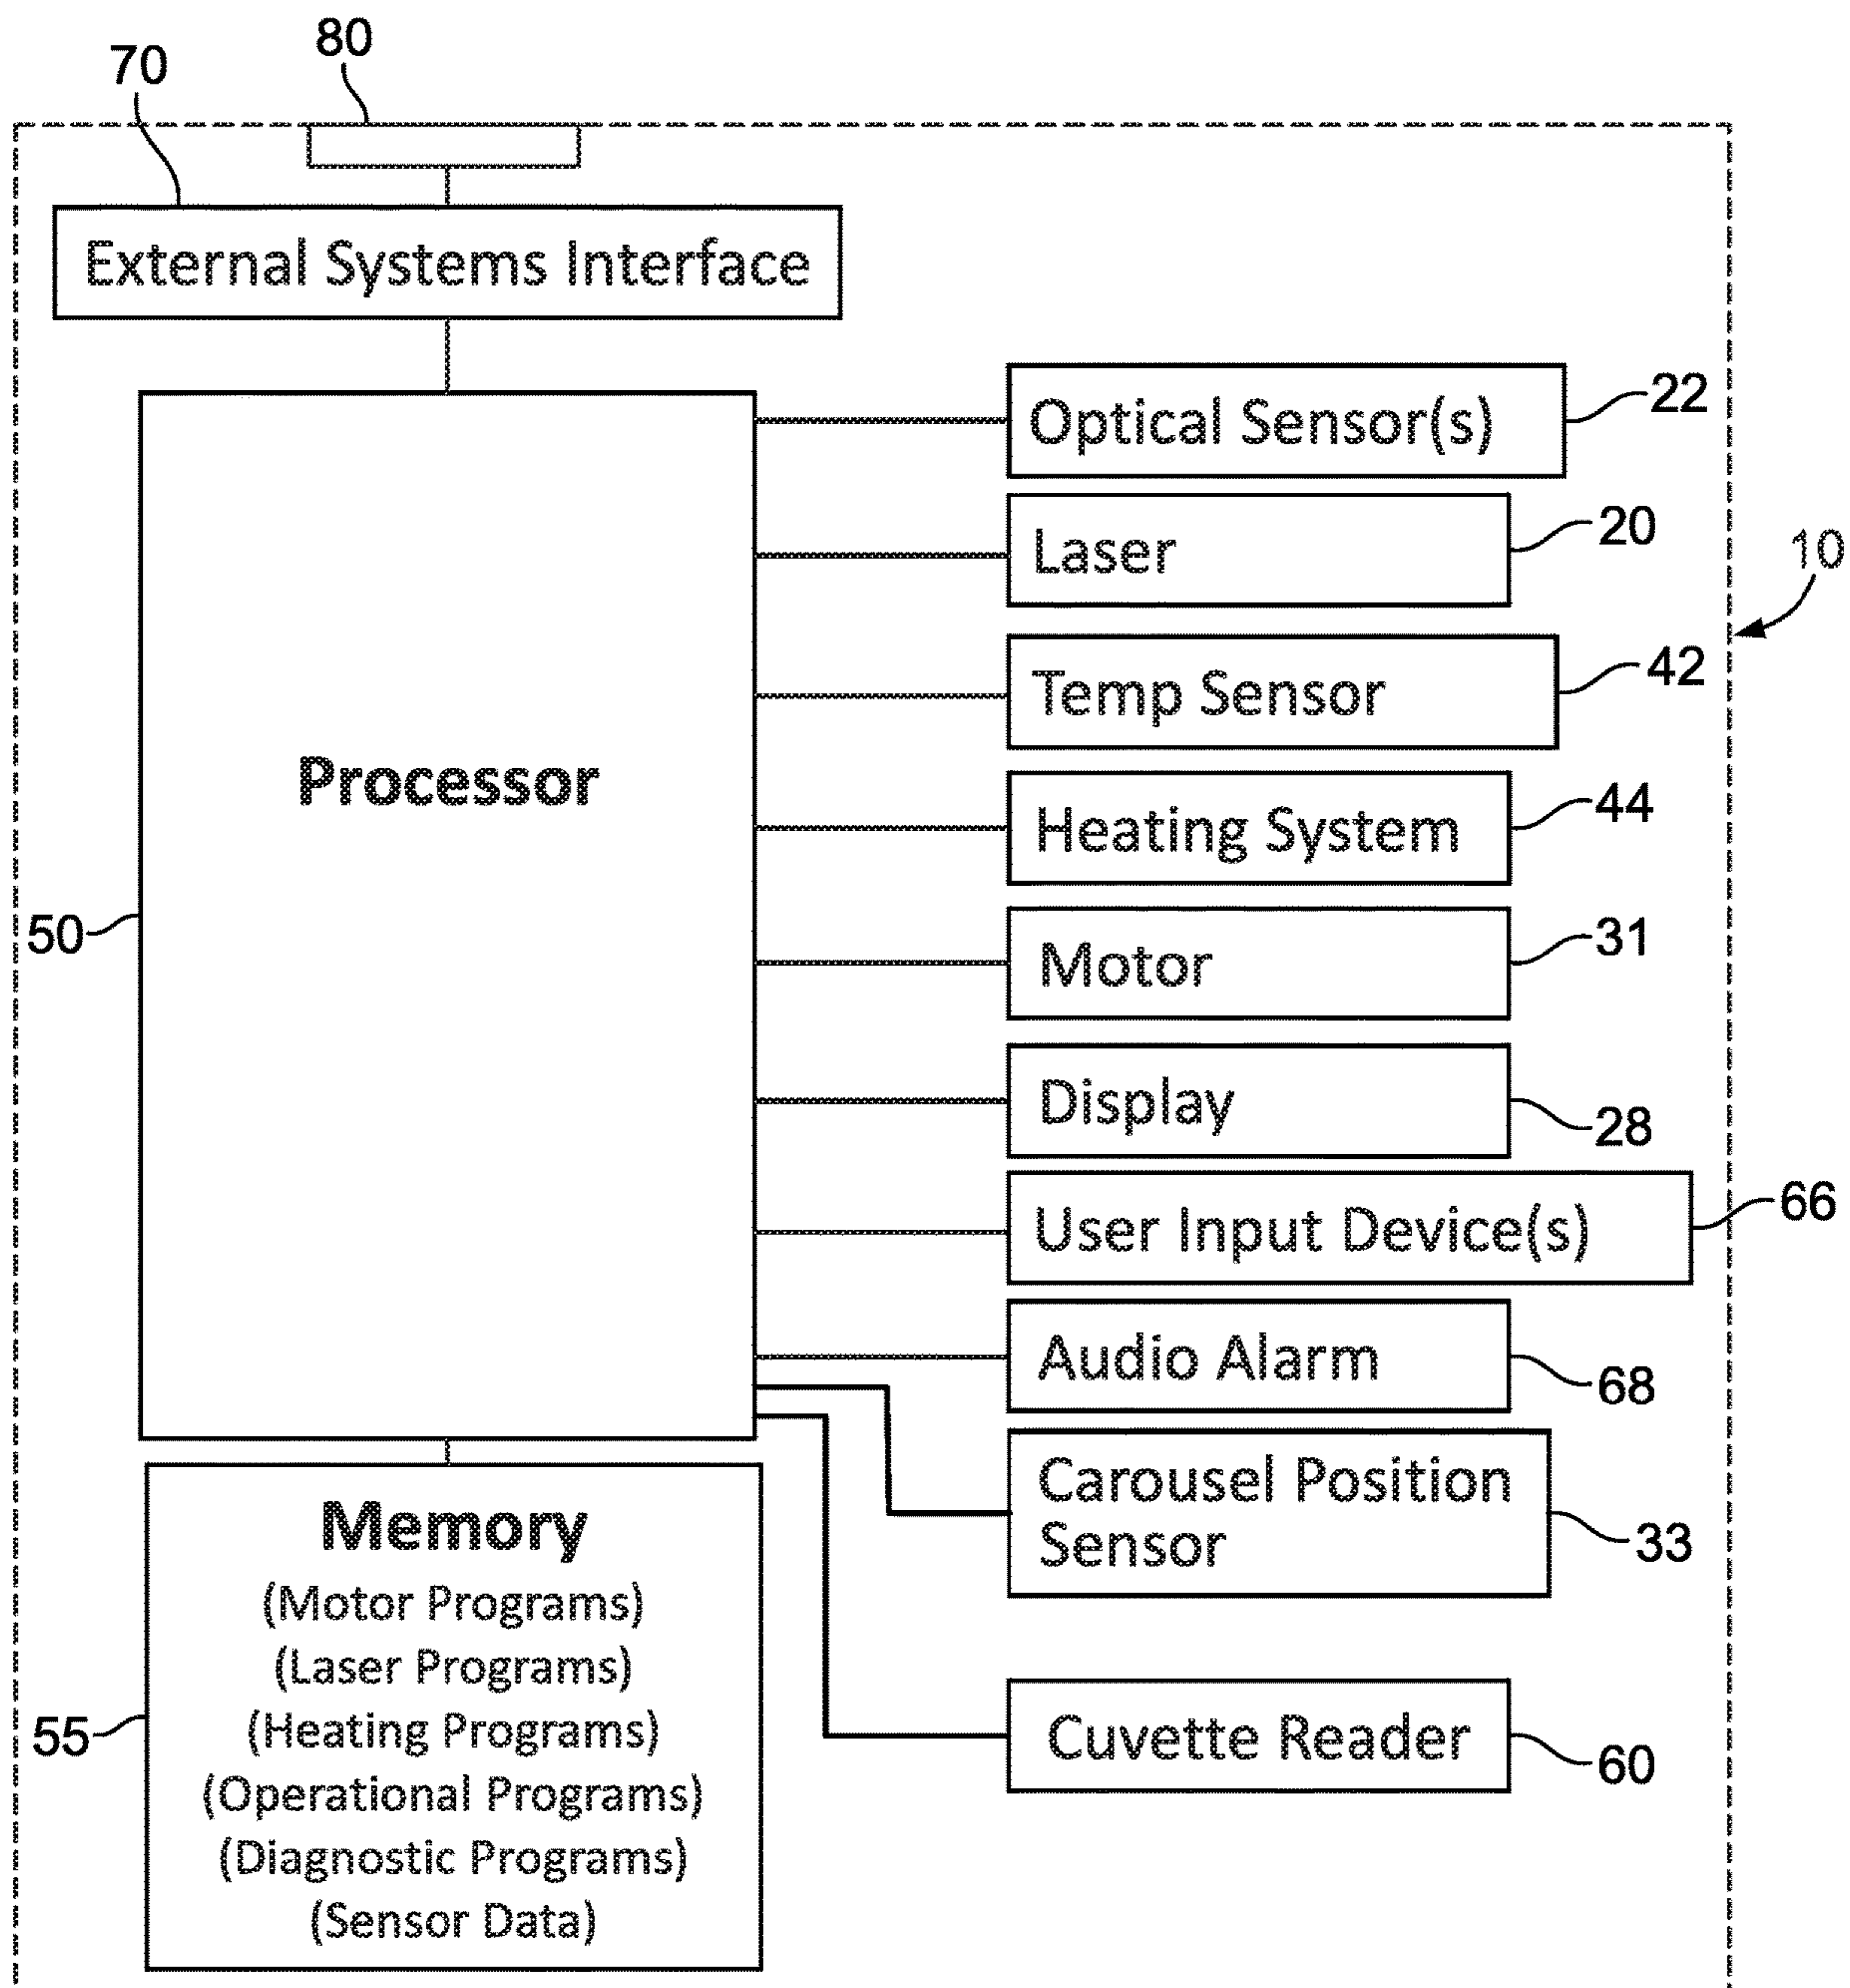 80
70
External Systems Interface
Optical Sensor(s)
22
Laser
20
10
Temp Sensor
42
Processor
Heating System
44
50
Motor
31
Display
28
User Input Device(s)
66
Audio Alarm
68
Carousel Position
Sensor
33
Memory
(Motor Programs)
(Laser Programs)
(Heating Programs)
(Operational Programs)
(Diagnostic Programs)
(Sensor Data)
55
Cuvette Reader
60